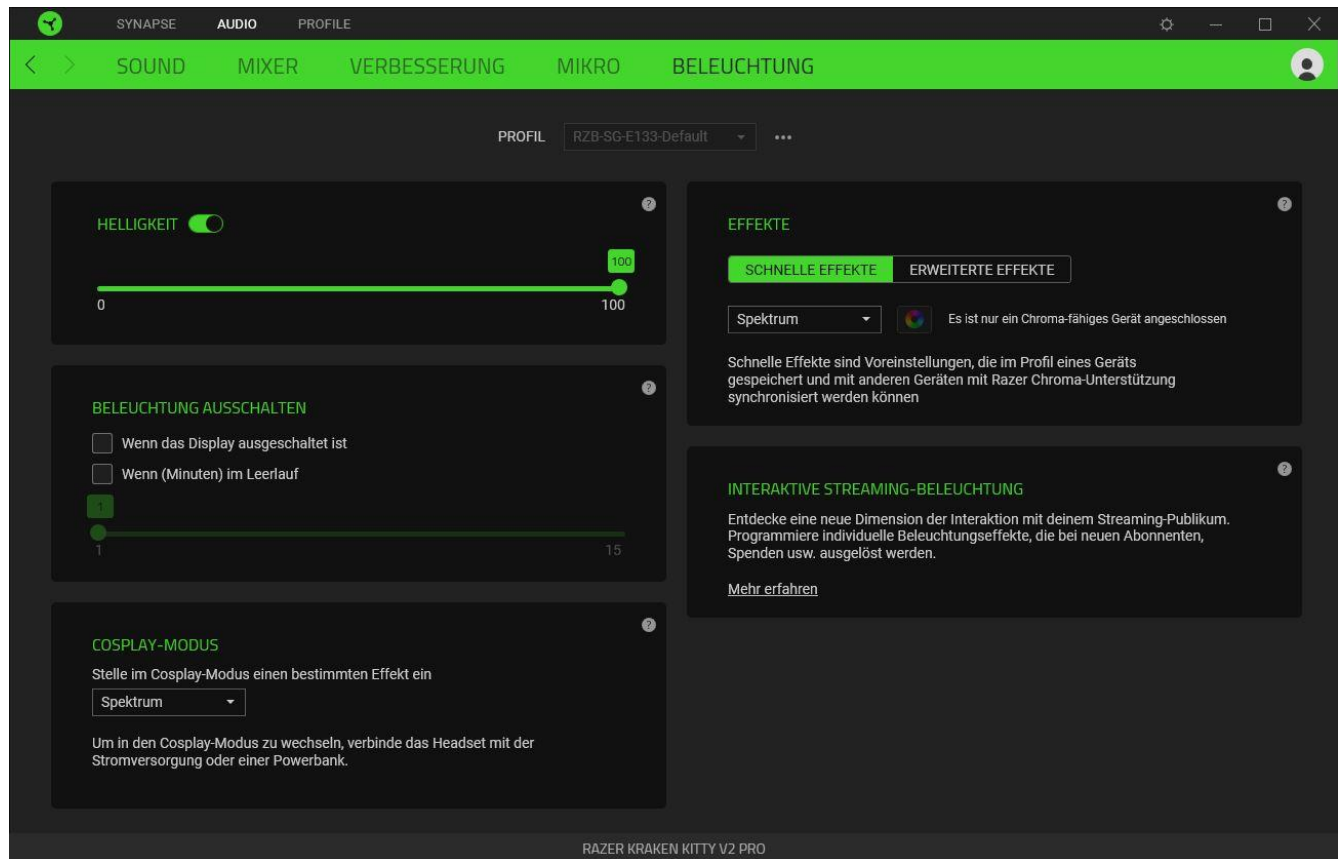 SYNAPSE AUDIO PROFILE
SOUND MIXER VERBESSERUNG MIKRO BELEUCHTUNG
PROFIL RZB-SG-E133-Default
HELLIGKEIT
100
0 100
BELEUCHTUNG AUSSCHALTEN
Wenn das Display ausgeschaltet ist
Wenn (Minuten) im Leerlauf
1
1 15
COSPLAY-MODUS
Stelle im Cosplay-Modus einen bestimmten Effekt ein
Spektrum
Um in den Cosplay-Modus zu wechseln, verbinde das Headset mit der
Stromversorgung oder einer Powerbank.
EFFEKTE
SCHNELLE EFFEKTE ERWEITERTE EFFEKTE
Spektrum Es ist nur ein Chroma-fähiges Gerät angeschlossen
Schnelle Effekte sind Voreinstellungen, die im Profil eines Geräts
gespeichert und mit anderen Geräten mit Razer Chroma-Unterstützung
synchronisiert werden können
INTERAKTIVE STREAMING-BELEUCHTUNG
Entdecke eine neue Dimension der Interaktion mit deinem Streaming-Publikum.
Programmiere individuelle Beleuchtungseffekte, die bei neuen Abonnenten,
Spenden usw. ausgelöst werden.
Mehr erfahren
RAZER KRAKEN KITTY V2 PRO